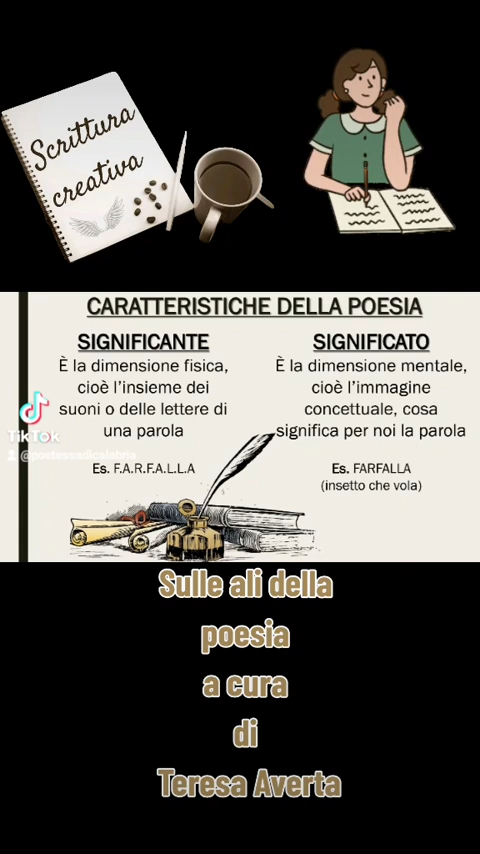 Scrittura
creativa
CARATTERISTICHE DELLA POESIA
SIGNIFICANTE
È la dimensione fisica,
cioè l'insieme dei
suoni o delle lettere di
una parola
Es. F.A.R.F.A.L.L.A
SIGNIFICATO
È la dimensione mentale,
cioè l'immagine
concettuale, cosa
significa per noi la parola
Es. FARFALLA
(insetto che vola)
TikTok
@poetessadicalabria
Sulle ali della
poesia
a cura
di
Teresa Averta